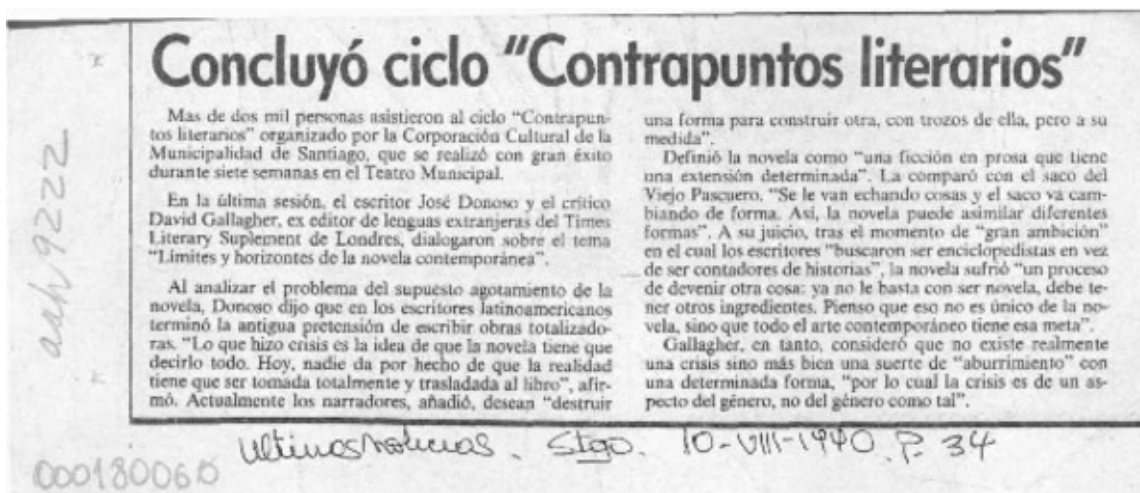 Concluyó ciclo "Contrapuntos literarios"
Mas de dos mil personas asistieron al ciclo "Contrapun-
tos literarios" organizado por la Corporación Cultural de la
Municipalidad de Santiago, que se realizó con gran éxito
durante siete semanas en el Teatro Municipal.
En la última sesión, el escritor José Donoso y el crítico
David Gallagher, ex editor de lenguas extranjeras del Times
Literary Suplement de Londres, dialogaron sobre el tema
"Límites y horizontes de la novela contemporánea".
Al analizar el problema del supuesto agotamiento de la
novela, Donoso dijo que en los escritores latinoamericanos
terminó la antigua pretensión de escribir obras totalizado-
ras. "Lo que hizo crisis es la idea de que la novela tiene que
decirlo todo. Hoy, nadie da por hecho de que la realidad
tiene que ser tomada totalmente y trasladada al libro", afir-
mó. Actualmente los narradores, añadió, desean "destruir
una forma para construir otra, con trozos de ella, pero a su
medida".
Definió la novela como "una ficción en prosa que tiene
una extensión determinada". La comparó con el saco del
Viejo Pascuero. "Se le van echando cosas y el saco va cam-
biando de forma. Así, la novela puede asimilar diferentes
formas". A su juicio, tras el momento de "gran ambición"
en el cual los escritores "buscaron ser enciclopedistas en vez
de ser contadores de historias", la novela sufrió "un proceso
de devenir otra cosa: ya no le basta con ser novela, debe te-
ner otros ingredientes. Pienso que eso no es único de la no-
vela, sino que todo el arte contemporáneo tiene esa meta".
Gallagher, en tanto, consideró que no existe realmente
una crisis sino más bien una suerte de "aburrimiento" con
una determinada forma, "por lo cual la crisis es de un as-
pecto del género, no del género como tal".
Ultimas Noticias. Stgo. 10-VIII-1990. P. 34
000180060
aah9222